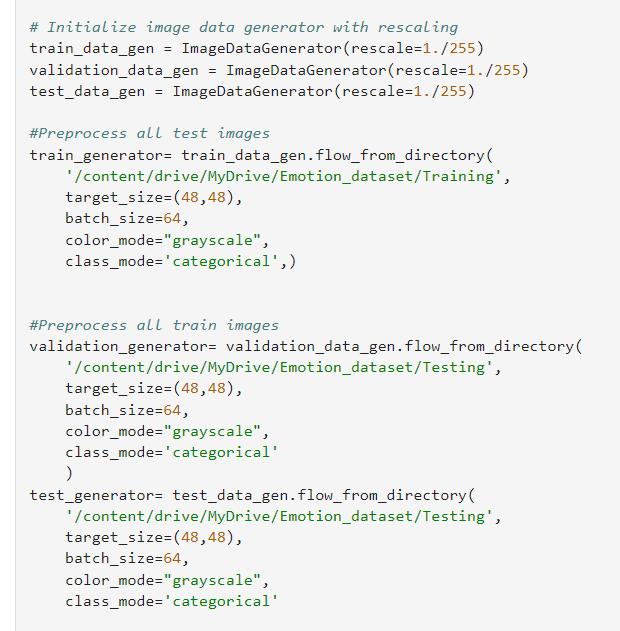 # Initialize image data generator with rescaling
train_data_gen = ImageDataGenerator(rescale=1./255)
validation_data_gen = ImageDataGenerator(rescale=1./255)
test_data_gen = ImageDataGenerator(rescale=1./255)
#Preprocess all test images
train_generator= train_data_gen.flow_from_directory(
'/content/drive/MyDrive/Emotion_dataset/Training',
target_size=(48,48),
batch_size=64,
color_mode="grayscale",
class_mode='categorical',)
#Preprocess all train images
validation_generator= validation_data_gen.flow_from_directory(
'/content/drive/MyDrive/Emotion_dataset/Testing',
target_size=(48,48),
batch_size=64,
color_mode="grayscale",
class_mode='categorical'
)
test_generator= test_data_gen.flow_from_directory(
'/content/drive/MyDrive/Emotion_dataset/Testing',
target_size=(48,48),
batch_size=64,
color_mode="grayscale",
class_mode='categorical'